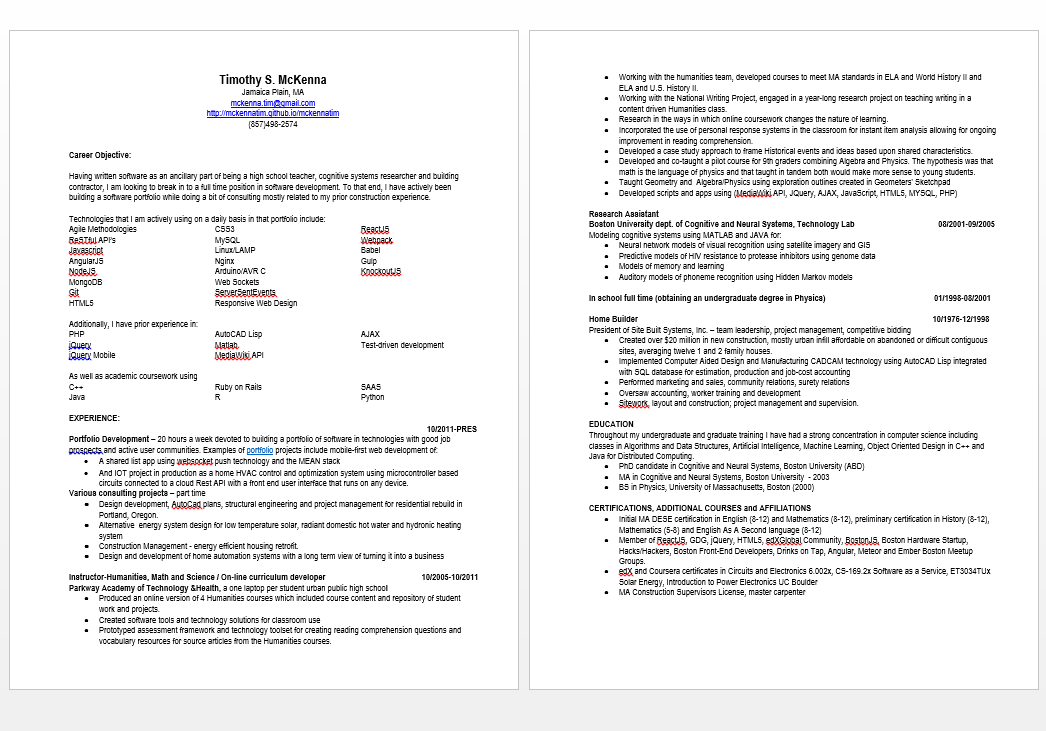 Timothy S. McKenna
Jamaica Plain, MA
mckenna.tim@gmail.com
http://mckennatim.github.io/mckennatim
(857)498-2574
Career Objective:
Having written software as an ancillary part of being a high school teacher, cognitive systems researcher and building
contractor, I am looking to break in to a full time position in software development. To that end, I have actively been
building a software portfolio while doing a bit of consulting mostly related to my prior construction experience.
Technologies that I am actively using on a daily basis in that portfolio include:
Agile Methodologies CSS3 ReactJS
ReSTful API's MySQL Webpack
Javascript Linux/LAMP Babel
AngularJS Nginx Gulp
NodeJS Arduino/AVR C KnockoutJS
MongoDB Web Sockets
Git ServerSentEvents
HTML5 Responsive Web Design
Additionally, I have prior experience in:
PHP AutoCAD Lisp AJAX
jQuery Matlab Test-driven development
jQuery Mobile MediaWiki API
As well as academic coursework using
C++ Ruby on Rails SAAS
Java R Python
EXPERIENCE:
10/2011-PRES
Portfolio Development – 20 hours a week devoted to building a portfolio of software in technologies with good job
prospects and active user communities. Examples of portfolio projects include mobile-first web development of:
• A shared list app using websocket push technology and the MEAN stack
• And IOT project in production as a home HVAC control and optimization system using microcontroller based
circuits connected to a cloud Rest API with a front end user interface that runs on any device.
Various consulting projects – part time
• Design development, AutoCad plans, structural engineering and project management for residential rebuild in
Portland, Oregon.
• Alternative energy system design for low temperature solar, radiant domestic hot water and hydronic heating
system
• Construction Management - energy efficient housing retrofit.
• Design and development of home automation systems with a long term view of turning it into a business
Instructor-Humanities, Math and Science / On-line curriculum developer 10/2005-10/2011
Parkway Academy of Technology &Health, a one laptop per student urban public high school
• Produced an online version of 4 Humanities courses which included course content and repository of student
work and projects.
• Created software tools and technology solutions for classroom use
• Prototyped assessment framework and technology toolset for creating reading comprehension questions and
vocabulary resources for source articles from the Humanities courses.
• Working with the humanities team, developed courses to meet MA standards in ELA and World History II and
ELA and U.S. History II.
• Working with the National Writing Project, engaged in a year-long research project on teaching writing in a
content driven Humanities class.
• Research in the ways in which online coursework changes the nature of learning.
• Incorporated the use of personal response systems in the classroom for instant item analysis allowing for ongoing
improvement in reading comprehension.
• Developed a case study approach to frame Historical events and ideas based upon shared characteristics.
• Developed and co-taught a pilot course for 9th graders combining Algebra and Physics. The hypothesis was that
math is the language of physics and that taught in tandem both would make more sense to young students.
• Taught Geometry and Algebra/Physics using exploration outlines created in Geometers' Sketchpad
• Developed scripts and apps using (MediaWiki API, JQuery, AJAX, JavaScript, HTML5, MYSQL, PHP)
Research Assistant
Boston University dept. of Cognitive and Neural Systems, Technology Lab 08/2001-09/2005
Modeling cognitive systems using MATLAB and JAVA for:
• Neural network models of visual recognition using satellite imagery and GIS
• Predictive models of HIV resistance to protease inhibitors using genome data
• Models of memory and learning
• Auditory models of phoneme recognition using Hidden Markov models
In school full time (obtaining an undergraduate degree in Physics) 01/1998-08/2001
Home Builder 10/1976-12/1998
President of Site Built Systems, Inc. – team leadership, project management, competitive bidding
• Created over $20 million in new construction, mostly urban infill affordable on abandoned or difficult contiguous
sites, averaging twelve 1 and 2 family houses.
• Implemented Computer Aided Design and Manufacturing CADCAM technology using AutoCAD Lisp integrated
with SQL database for estimation, production and job-cost accounting
• Performed marketing and sales, community relations, surety relations
• Oversaw accounting, worker training and development
• Sitework, layout and construction; project management and supervision.
EDUCATION
Throughout my undergraduate and graduate training I have had a strong concentration in computer science including
classes in Algorithms and Data Structures, Artificial Intelligence, Machine Learning, Object Oriented Design in C++ and
Java for Distributed Computing.
• PhD candidate in Cognitive and Neural Systems, Boston University (ABD)
• MA in Cognitive and Neural Systems, Boston University - 2003
• BS in Physics, University of Massachusetts, Boston (2000)
CERTIFICATIONS, ADDITIONAL COURSES and AFFILIATIONS
• Initial MA DESE certification in English (8-12) and Mathematics (8-12), preliminary certification in History (8-12),
Mathematics (5-8) and English As A Second language (8-12)
• Member of ReactJS, GDG, jQuery, HTML5, edXGlobal Community, BostonJS, Boston Hardware Startup,
Hacks/Hackers, Boston Front-End Developers, Drinks on Tap, Angular, Meteor and Ember Boston Meetup
Groups.
• edX and Coursera certificates in Circuits and Electronics 6.002x, CS-169.2x Software as a Service, ET3034TUx
Solar Energy, Introduction to Power Electronics UC Boulder
• MA Construction Supervisors License, master carpenter